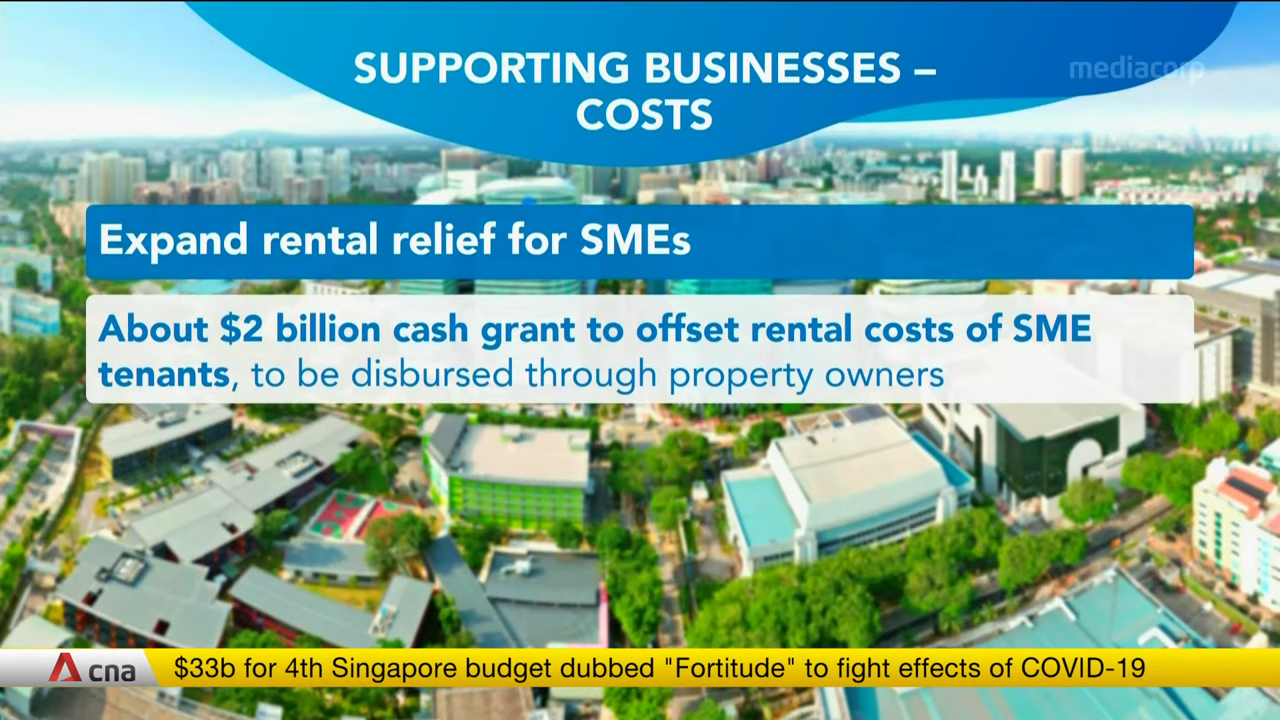 SUPPORTING BUSINESSES –
COSTS
mediacorp
Expand rental relief for SMEs
About $2 billion cash grant to offset rental costs of SME
tenants, to be disbursed through property owners
cna
$33b for 4th Singapore budget dubbed "Fortitude" to fight effects of COVID-19